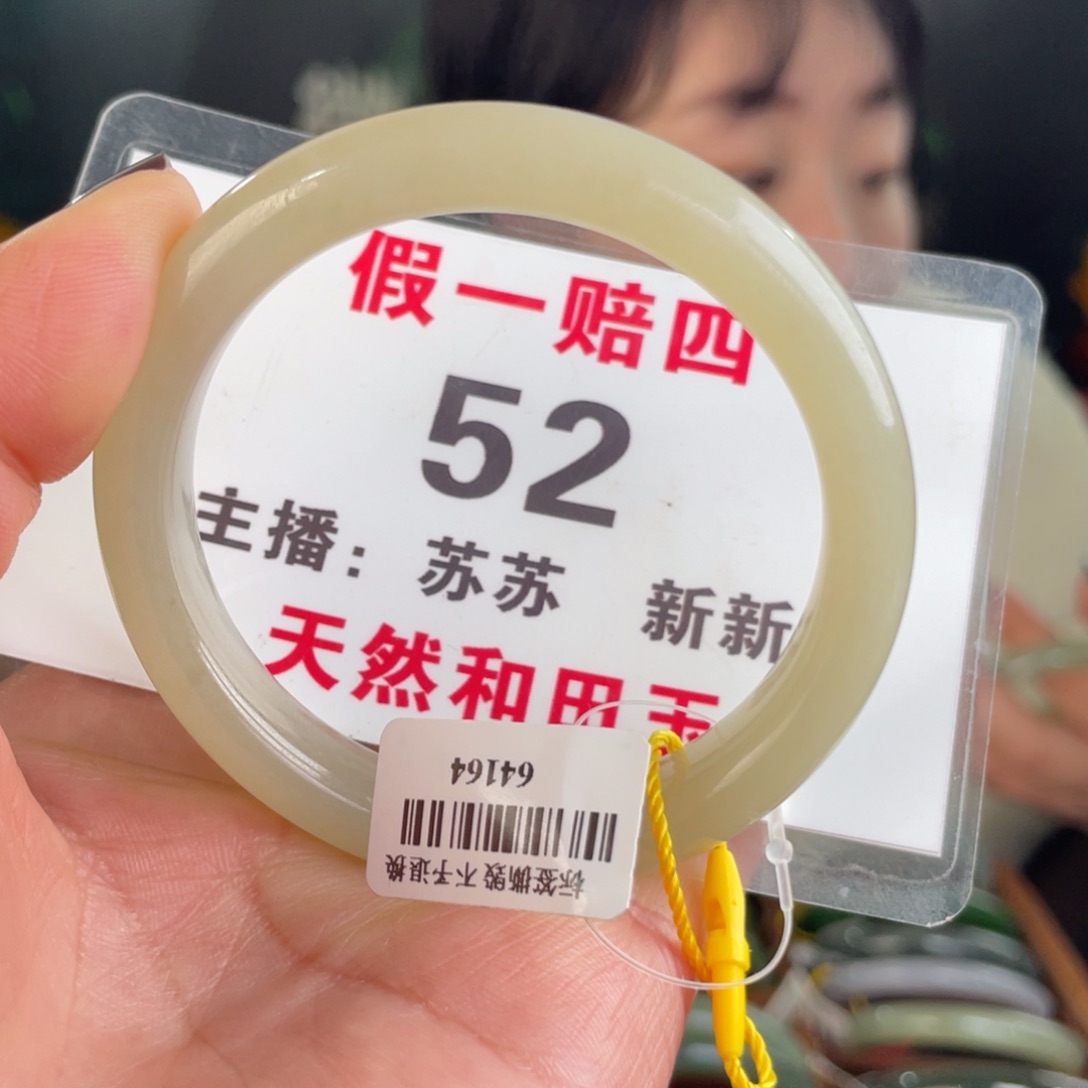 假一赔四
52
主播：苏苏 新新
天然和田玉
64164
标签撕毁不予退换